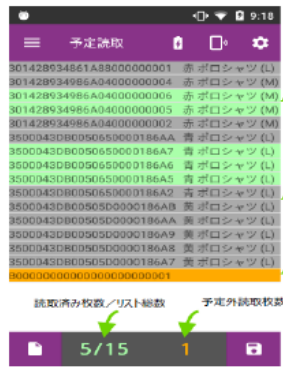 9:18
予定読取
301428934861A88000000001 赤 ポロシャツ (L)
301428934986A04000000004 赤 ポロシャツ (M)
301428934986A04000000006 赤 ポロシャツ (M)
301428934986A04000000005 赤 ポロシャツ (M)
301428934986A04000000002 赤 ポロシャツ (M)
3500043DB0050650000186AA 青 ポロシャツ (L)
3500043DB0050650000186A7 青 ポロシャツ (L)
3500043DB0050650000186A6 青 ポロシャツ (L)
3500043DB0050650000186A5 青 ポロシャツ (L)
3500043DB0050650000186A2 青 ポロシャツ (L)
3500043DB00505D0000186AB 黄 ポロシャツ (L)
3500043DB00505D0000186AA 黄 ポロシャツ (L)
3500043DB00505D0000186A9 黄 ポロシャツ (L)
3500043DB00505D0000186A8 黄 ポロシャツ (L)
3500043DB00505D0000186A7 黄 ポロシャツ (L)
B00000000000000000000001
読取済み枚数／リスト総数 予定外読取枚数
5/15 1